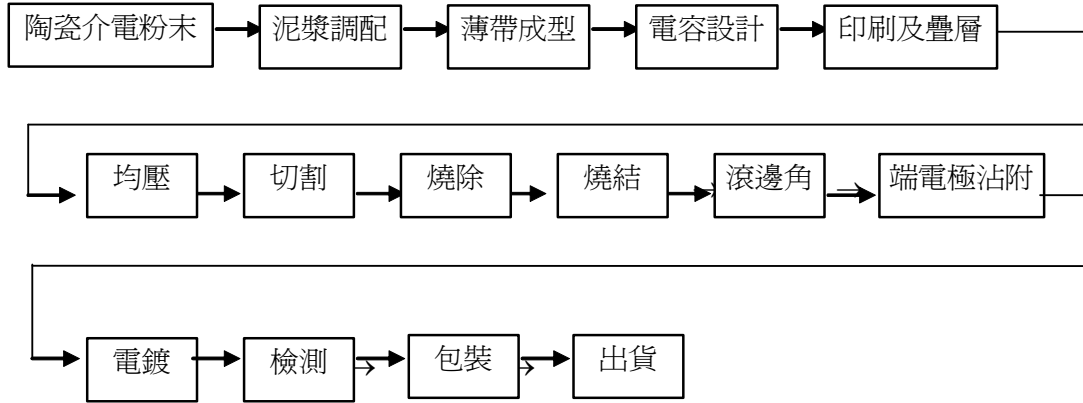 陶瓷介電粉末 泥漿調配 薄帶成型 電容設計 印刷及疊層
均壓 切割 燒除 燒結 滾邊角 端電極沾附
電鍍 檢測 包裝 出貨